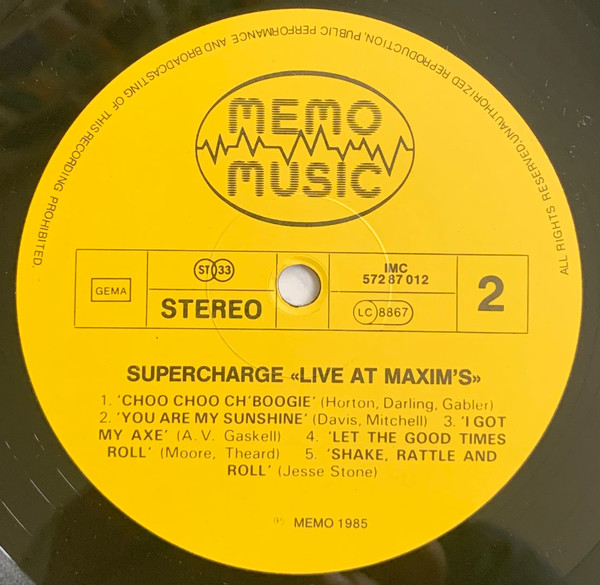 ALL RIGHTS RESERVED, UNAUTHORIZED REPRODUCTION, PUBLIC PERFORMANCE AND BROADCASTING OF THIS RECORDING PROHIBITED.
MEMO
MUSIC
GEMA
ST 33
STEREO
IMC
572 87 012
LC 8867
2
SUPERCHARGE «LIVE AT MAXIM'S»
1. 'CHOO CHOO CH'BOOGIE' (Horton, Darling, Gabler)
2. 'YOU ARE MY SUNSHINE' (Davis, Mitchell) 3. 'I GOT
MY AXE' (A. V. Gaskell) 4. 'LET THE GOOD TIMES
ROLL' (Moore, Theard) 5. 'SHAKE, RATTLE AND
ROLL' (Jesse Stone)
℗ MEMO 1985